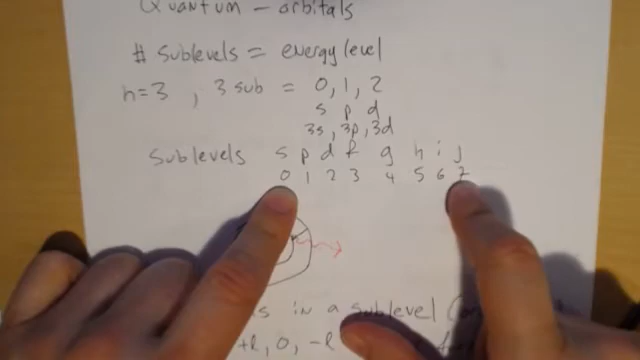 Quantum - orbitals
# sublevels = energy level
n=3 , 3 sub = 0, 1, 2
s p d
3s, 3p, 3d
Sublevels s p d f g h i j
0 1 2 3 4 5 6 7
in a sublevel
+l, 0, -l